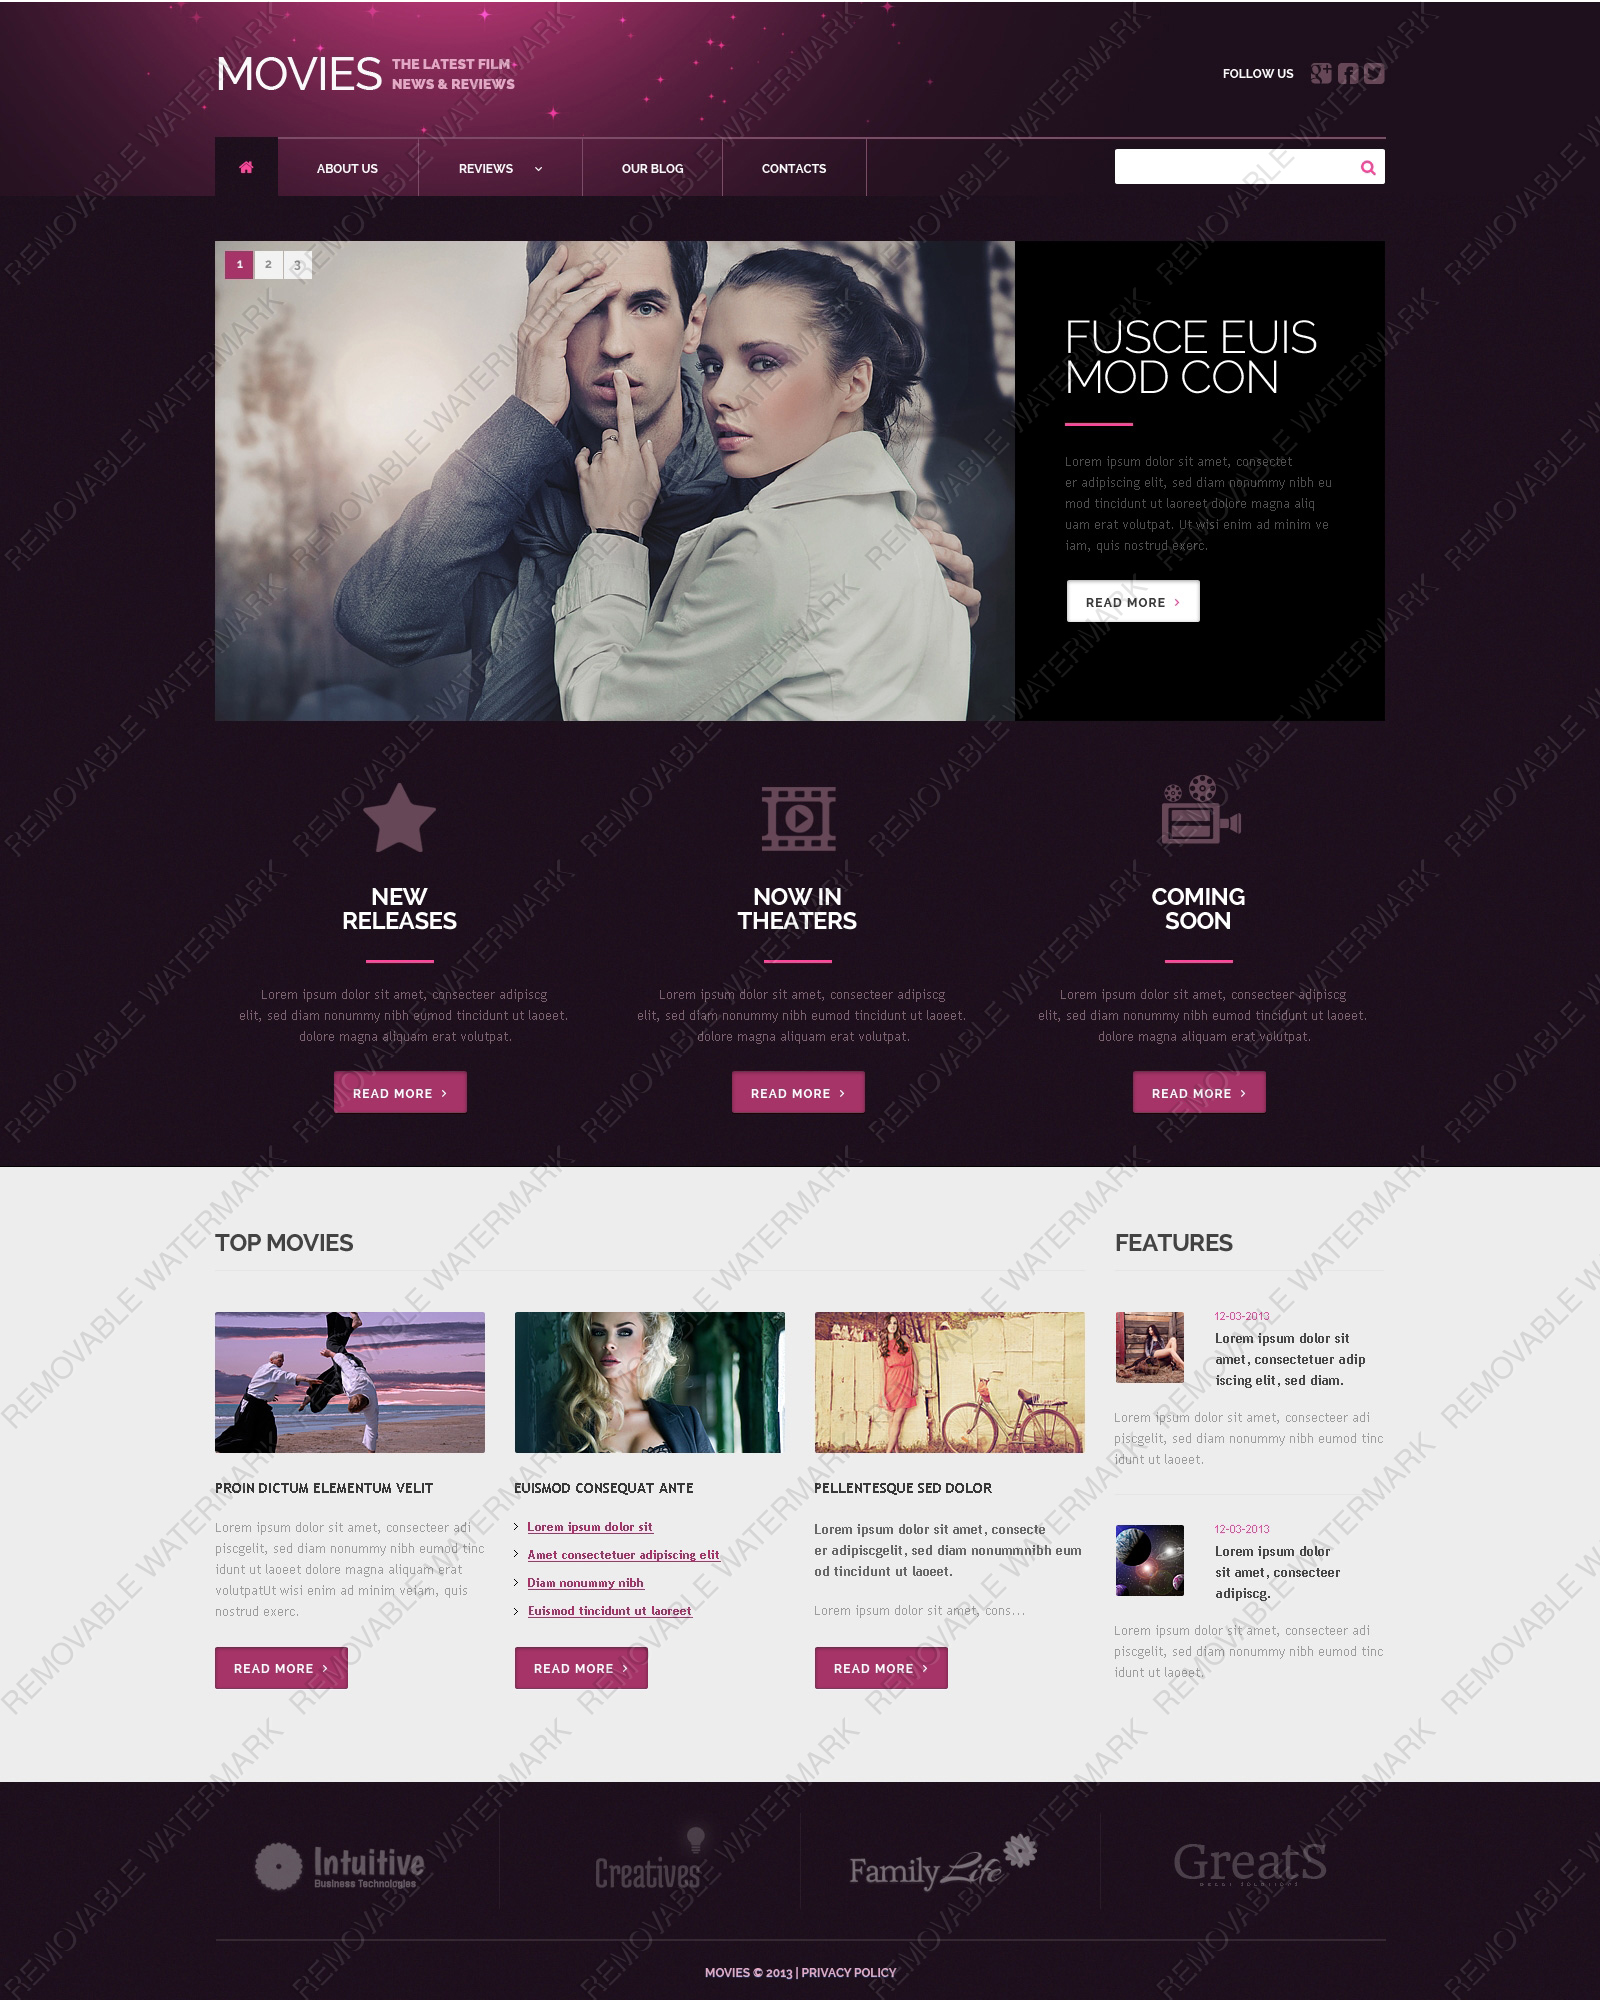 MOVIES
THE LATEST FILM
NEWS & REVIEWS
FOLLOW US
ABOUT US
REVIEWS
OUR BLOG
CONTACTS
1 2 3
FUSCE EUIS
MOD CON
Lorem ipsum dolor sit amet, consectet
er adipiscing elit, sed diam nonummy nibh eu
mod tincidunt ut laoreet dolore magna aliq
uam erat volutpat. Ut wisi enim ad minim ve
iam, quis nostrud exerc.
READ MORE
NEW
RELEASES
Lorem ipsum dolor sit amet, consecteer adipiscg
elit, sed diam nonummy nibh eumod tincidunt ut laoeet.
dolore magna aliquam erat volutpat.
READ MORE
NOW IN
THEATERS
Lorem ipsum dolor sit amet, consecteer adipiscg
elit, sed diam nonummy nibh eumod tincidunt ut laoeet.
dolore magna aliquam erat volutpat.
READ MORE
COMING
SOON
Lorem ipsum dolor sit amet, consecteer adipiscg
elit, sed diam nonummy nibh eumod tincidunt ut laoeet.
dolore magna aliquam erat volutpat.
READ MORE
TOP MOVIES
PROIN DICTUM ELEMENTUM VELIT
Lorem ipsum dolor sit amet, consecteer adi
piscgelit, sed diam nonummy nibh eumod tinc
idunt ut laoeet dolore magna aliquam erat
volutpatUt wisi enim ad minim veiam, quis
nostrud exerc.
READ MORE
EUISMOD CONSEQUAT ANTE
Lorem ipsum dolor sit
Amet consectetuer adipiscing elit
Diam nonummy nibh
Euismod tincidunt ut laoreet
READ MORE
PELLENTESQUE SED DOLOR
Lorem ipsum dolor sit amet, consecte
er adipiscgelit, sed diam nonummnibh eum
od tincidunt ut laoeet.
Lorem ipsum dolor sit amet, cons...
READ MORE
FEATURES
12-03-2013
Lorem ipsum dolor sit
amet, consectetuer adip
iscing elit, sed diam.
Lorem ipsum dolor sit amet, consecteer adi
piscgelit, sed diam nonummy nibh eumod tinc
idunt ut laoeet.
12-03-2013
Lorem ipsum dolor
sit amet, consecteer
adipiscg.
Lorem ipsum dolor sit amet, consecteer adi
piscgelit, sed diam nonummy nibh eumod tinc
idunt ut laoeet.
Intuitive
Business Technologies
Creatives
Family Life
GreatS
MOVIES © 2013 | PRIVACY POLICY
REMOVABLE WATERMARK